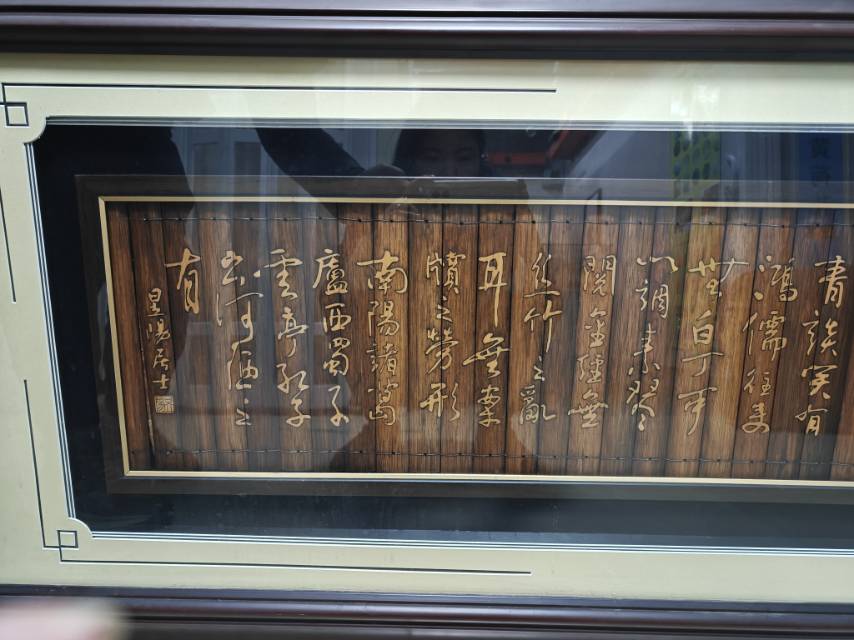 青談笑有
鴻儒往来
無白丁可
以調素琴
閱金經無
絲竹之亂
耳無案
牘之勞形
南陽諸葛
廬西蜀子
雲亭孔子
云何陋之
有
昱陽居士